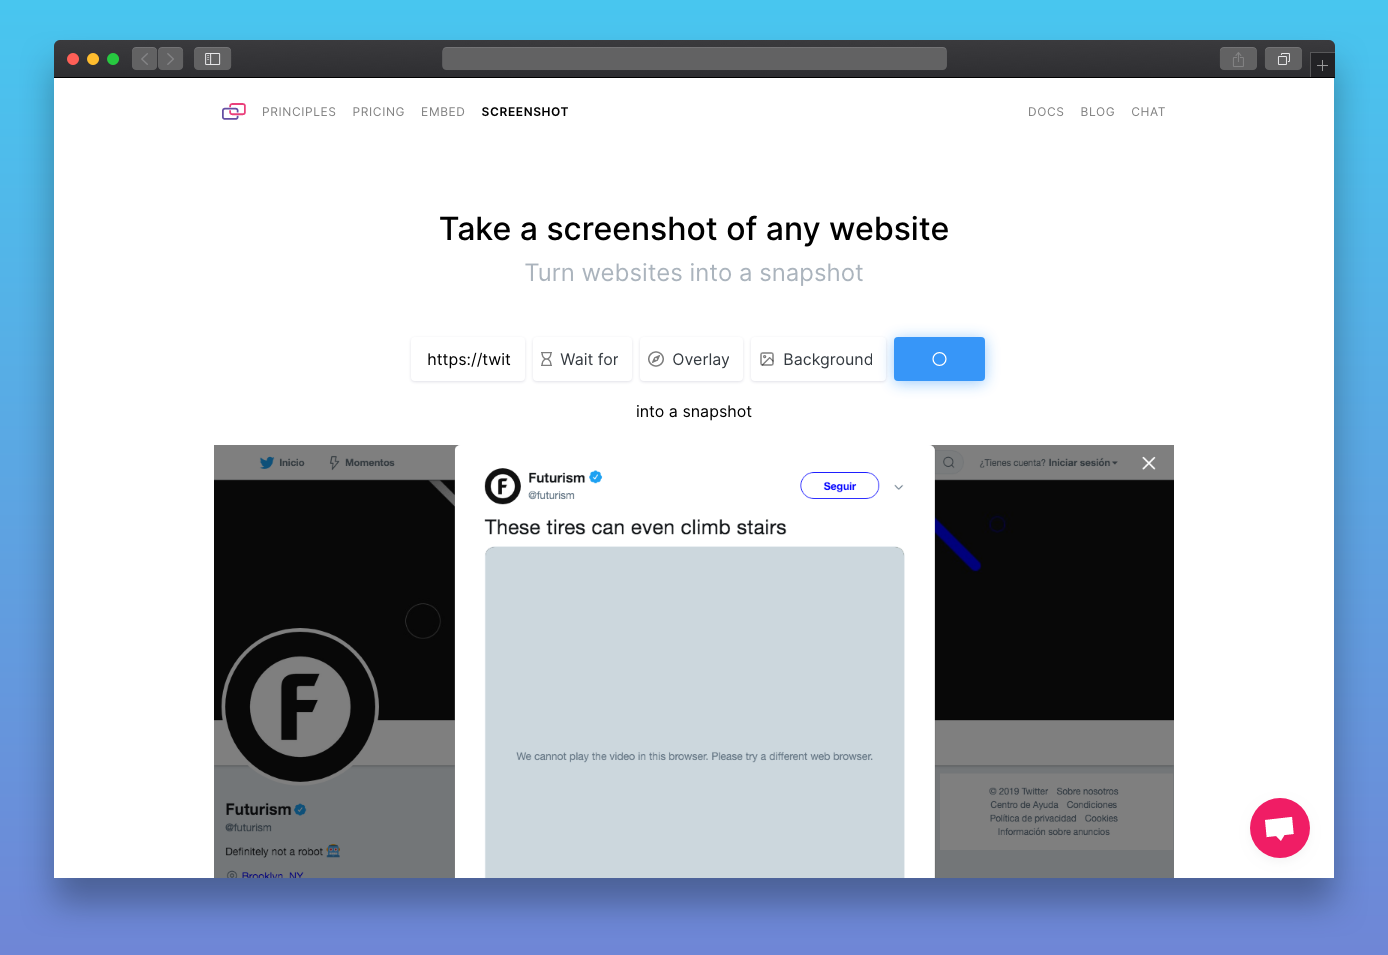 PRINCIPLES PRICING EMBED SCREENSHOT DOCS BLOG CHAT
Take a screenshot of any website
Turn websites into a snapshot
https://twit Wait for Overlay Background
into a snapshot
Inicio Momentos
¿Tienes cuenta? Iniciar sesión
Futurism
@futurism
Seguir
These tires can even climb stairs
We cannot play the video in this browser. Please try a different web browser.
F
Futurism
@futurism
Definitely not a robot
Brooklyn, NY
© 2019 Twitter Sobre nosotros
Centro de Ayuda Condiciones
Política de privacidad Cookies
Información sobre anuncios